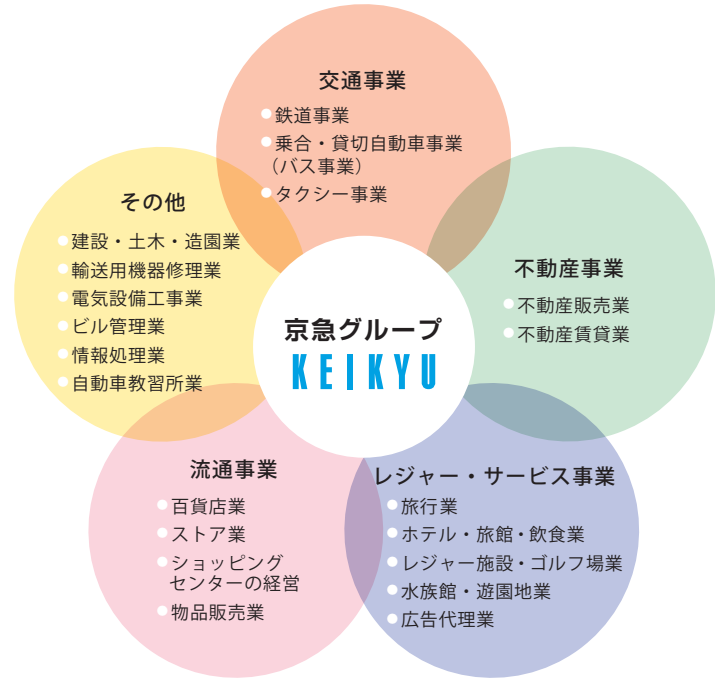 交通事業
鉄道事業
乗合・貸切自動車事業
(バス事業)
タクシー事業
その他
建設・土木・造園業
輸送用機器修理業
電気設備工事業
ビル管理業
情報処理業
自動車教習所業
不動産事業
不動産販売業
不動産賃貸業
京急グループ
KEIKYU
流通事業
百貨店業
ストア業
ショッピング
センターの経営
物品販売業
レジャー・サービス事業
旅行業
ホテル・旅館・飲食業
レジャー施設・ゴルフ場業
水族館・遊園地業
広告代理業